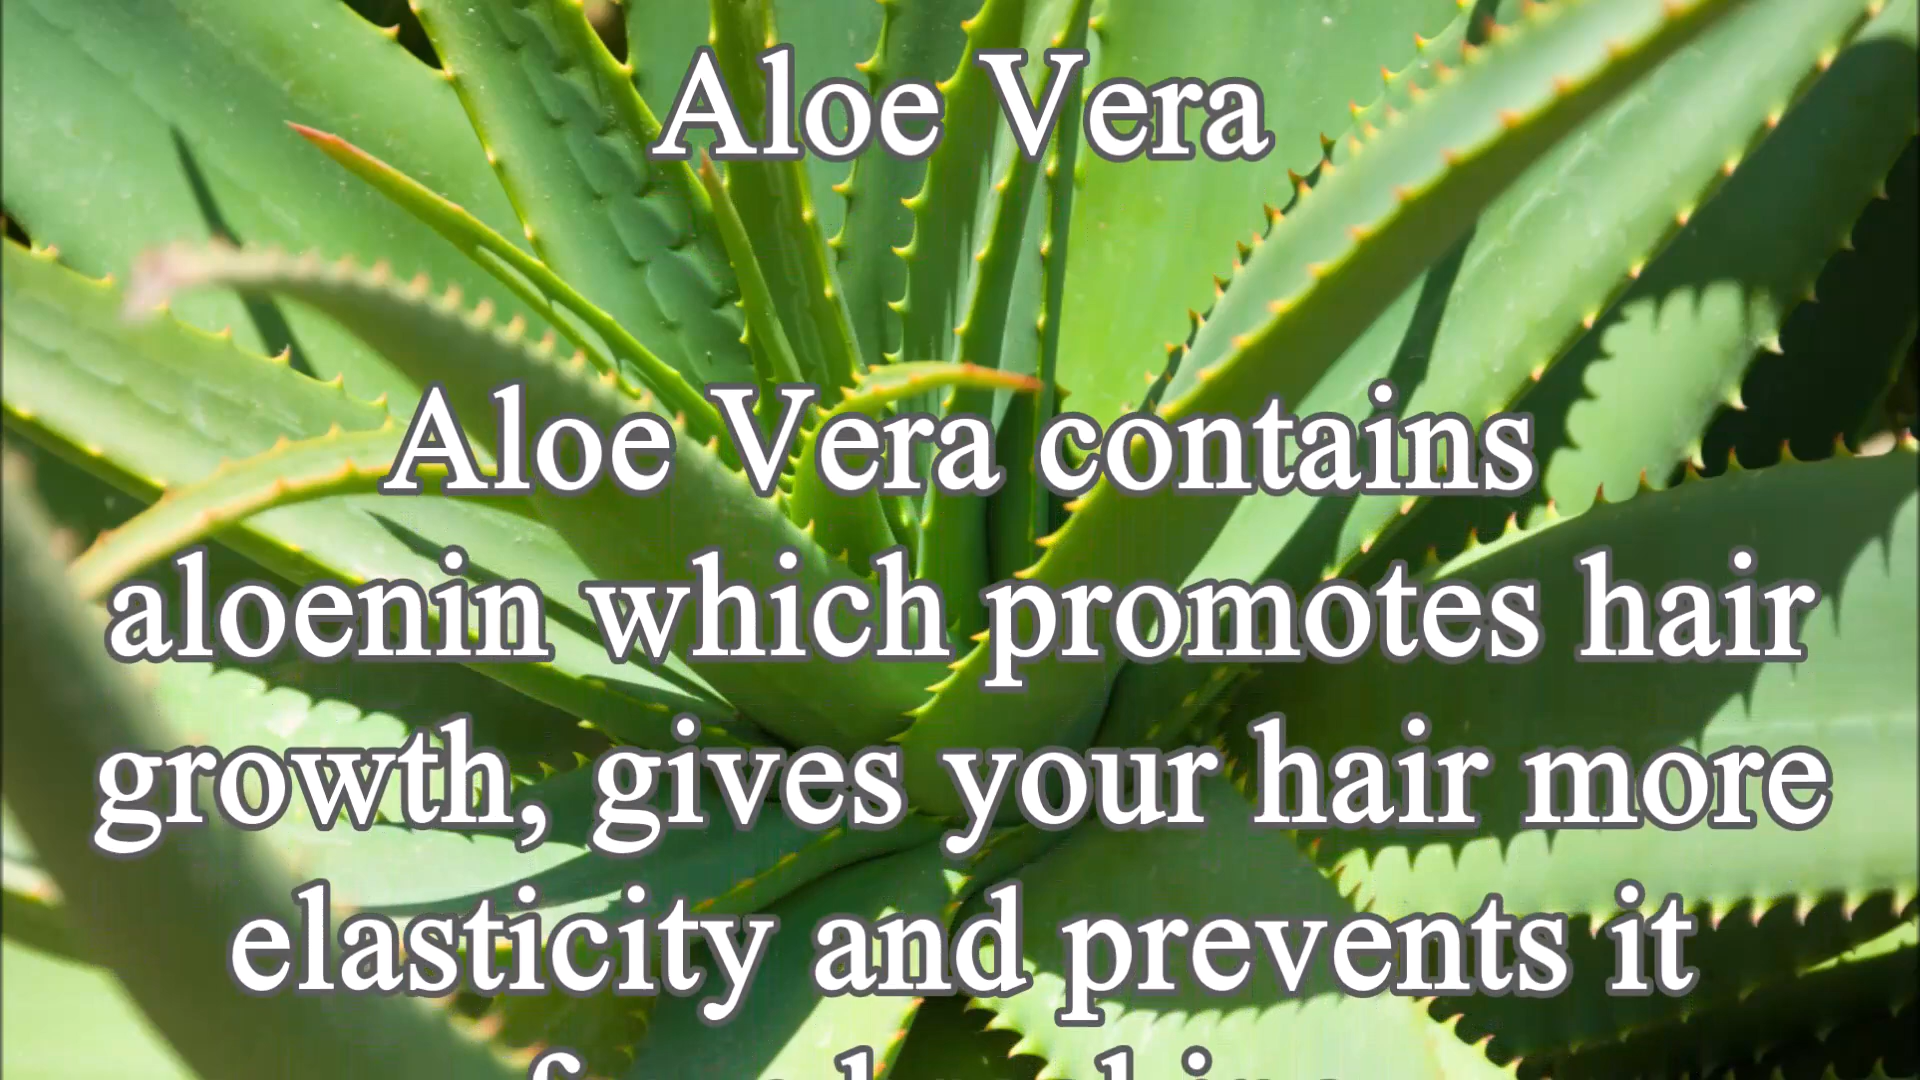 Aloe Vera
Aloe Vera contains
aloenin which promotes hair
growth, gives your hair more
elasticity and prevents it